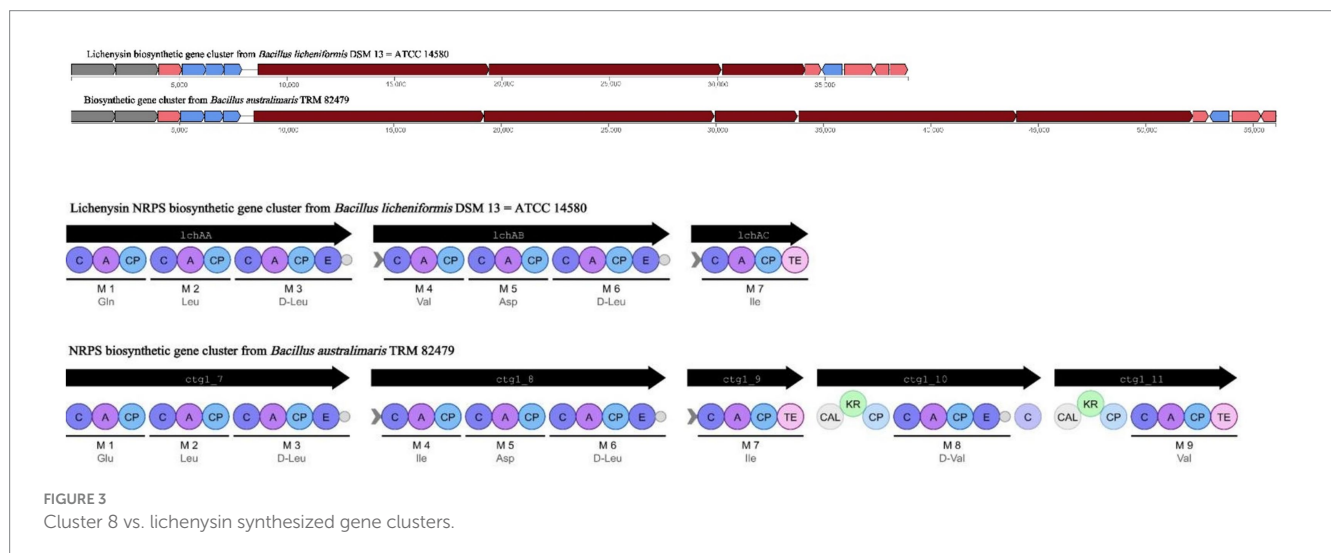 Lichenysin biosynthetic gene cluster from Bacillus licheniformis DSM 13 = ATCC 14580
5,000 10,000 15,000 20,000 25,000 30,000 35,000
Biosynthetic gene cluster from Bacillus australimaris TRM 82479
5,000 10,000 15,000 20,000 25,000 30,000 35,000 40,000 45,000 50,000 55,000
Lichenysin NRPS biosynthetic gene cluster from Bacillus licheniformis DSM 13 = ATCC 14580
lchAA lchAB lchAC
C A CP C A CP C A CP E C A CP C A CP C A CP E C A CP TE
M 1 M 2 M 3 M 4 M 5 M 6 M 7
Gln Leu D-Leu Val Asp D-Leu Ile
NRPS biosynthetic gene cluster from Bacillus australimaris TRM 82479
ctg1_7 ctg1_8 ctg1_9 ctg1_10 ctg1_11
C A CP C A CP C A CP E C A CP C A CP C A CP E C A CP TE CAL KR CP C A CP E C CAL KR CP C A CP TE
M 1 M 2 M 3 M 4 M 5 M 6 M 7 M 8 M 9
Glu Leu D-Leu Ile Asp D-Leu Ile D-Val Val
FIGURE 3
Cluster 8 vs. lichenysin synthesized gene clusters.